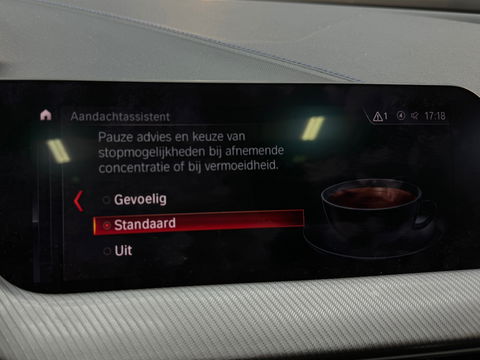 Aandachtassistent
1 17:18
Pauze advies en keuze van
stopmogelijkheden bij afnemende
concentratie of bij vermoeidheid.
Gevoelig
Standaard
Uit